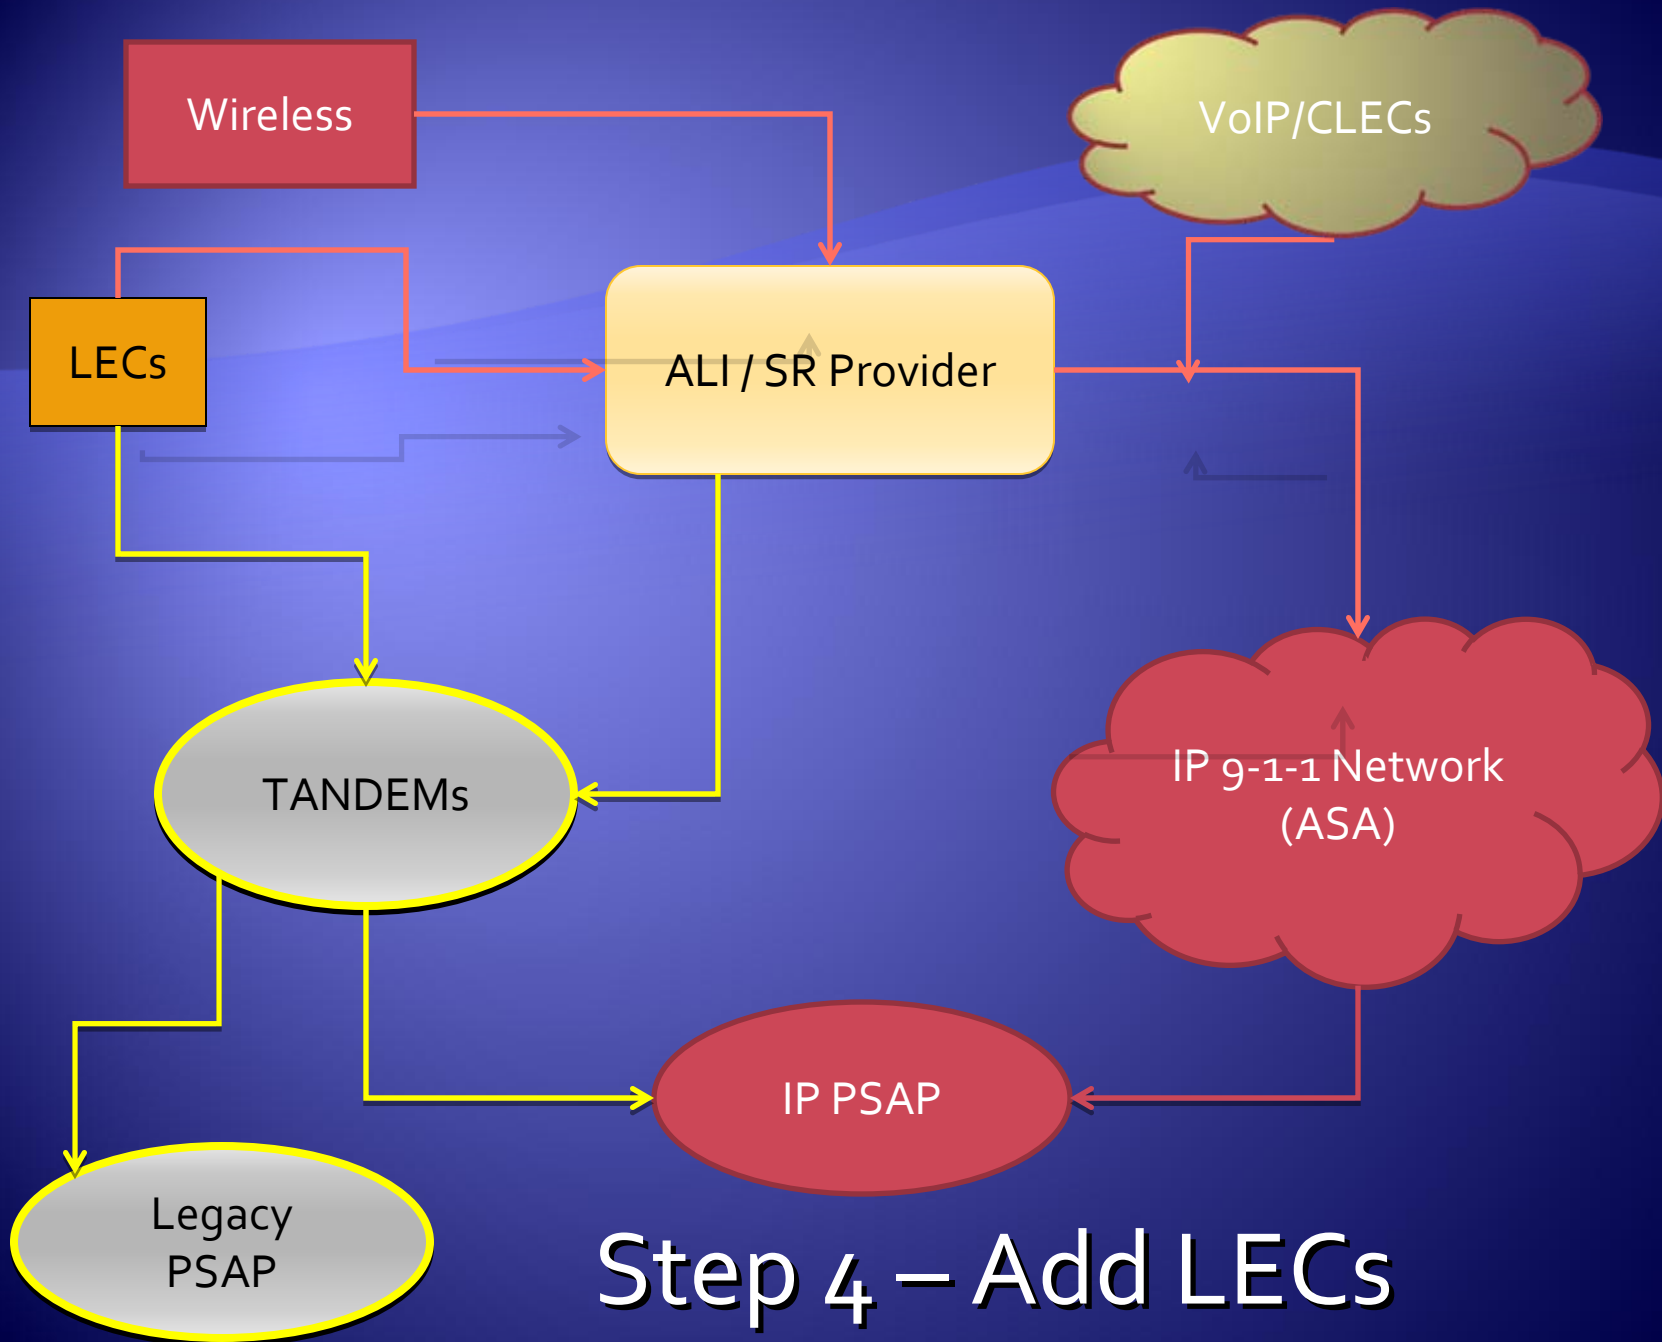 Wireless
VoIP/CLECs
LECs
ALI / SR Provider
TANDEMs
IP 9-1-1 Network
(ASA)
IP PSAP
Legacy
PSAP
Step 4 – Add LECs